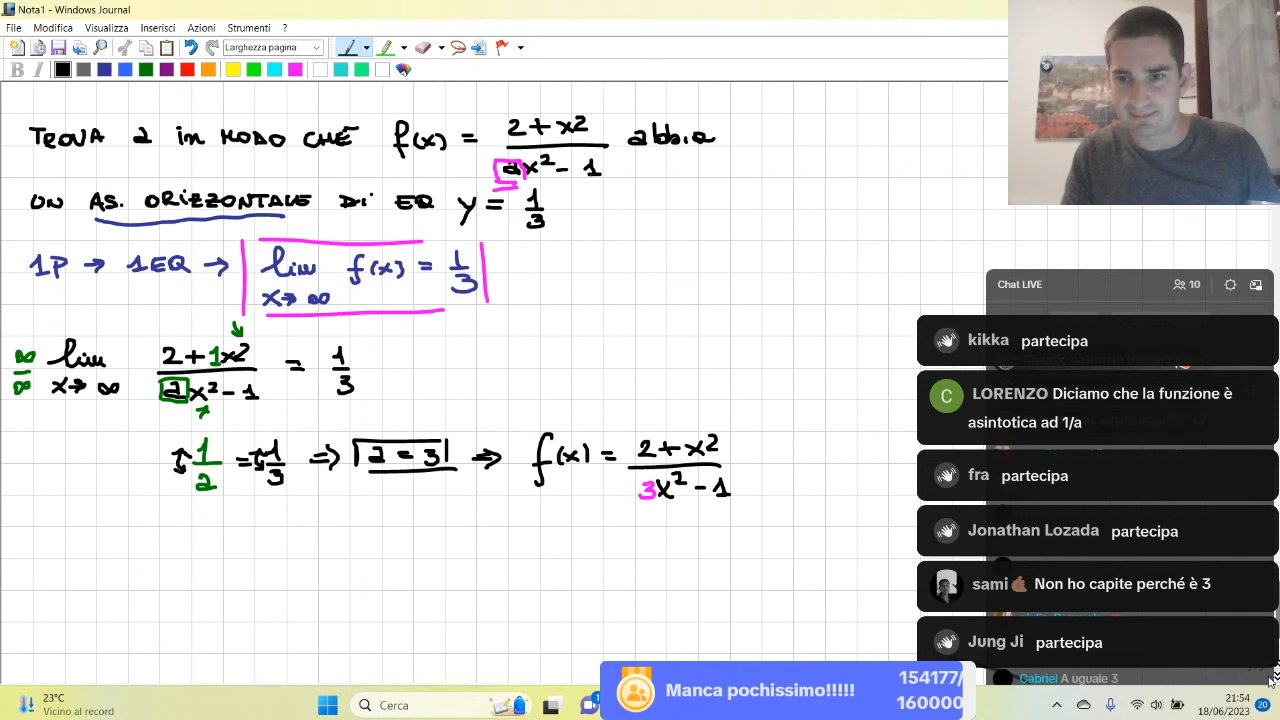 Nota1 - Windows Journal
File Modifica Visualizza Inserisci Azioni Strumenti ?
Larghezza pagina
B I
TROVA a in MODO CHE f(x) = 2 + x² / ax² - 1 abbia
UN AS. ORIZZONTALE Di EQ y = 1/3
1P → 1EQ → lim x→∞ f(x) = 1/3
∞/∞ lim x→∞ 2 + 1x² / ax² - 1 = 1/3
1/a = 1/3 ⇒ a = 3 ⇒ f(x) = 2 + x² / 3x² - 1
Chat LIVE 10
kikka partecipa
C LORENZO Diciamo che la funzione è
asintotica ad 1/a
fra partecipa
Jonathan Lozada partecipa
sami🤙🏽 Non ho capite perché è 3
Jung Ji partecipa
Gabriel A uguale 3
Manca pochissimo!!!!! 154177/
160000
23°C
Vicino al record
Cerca
21:54
18/06/2023
20